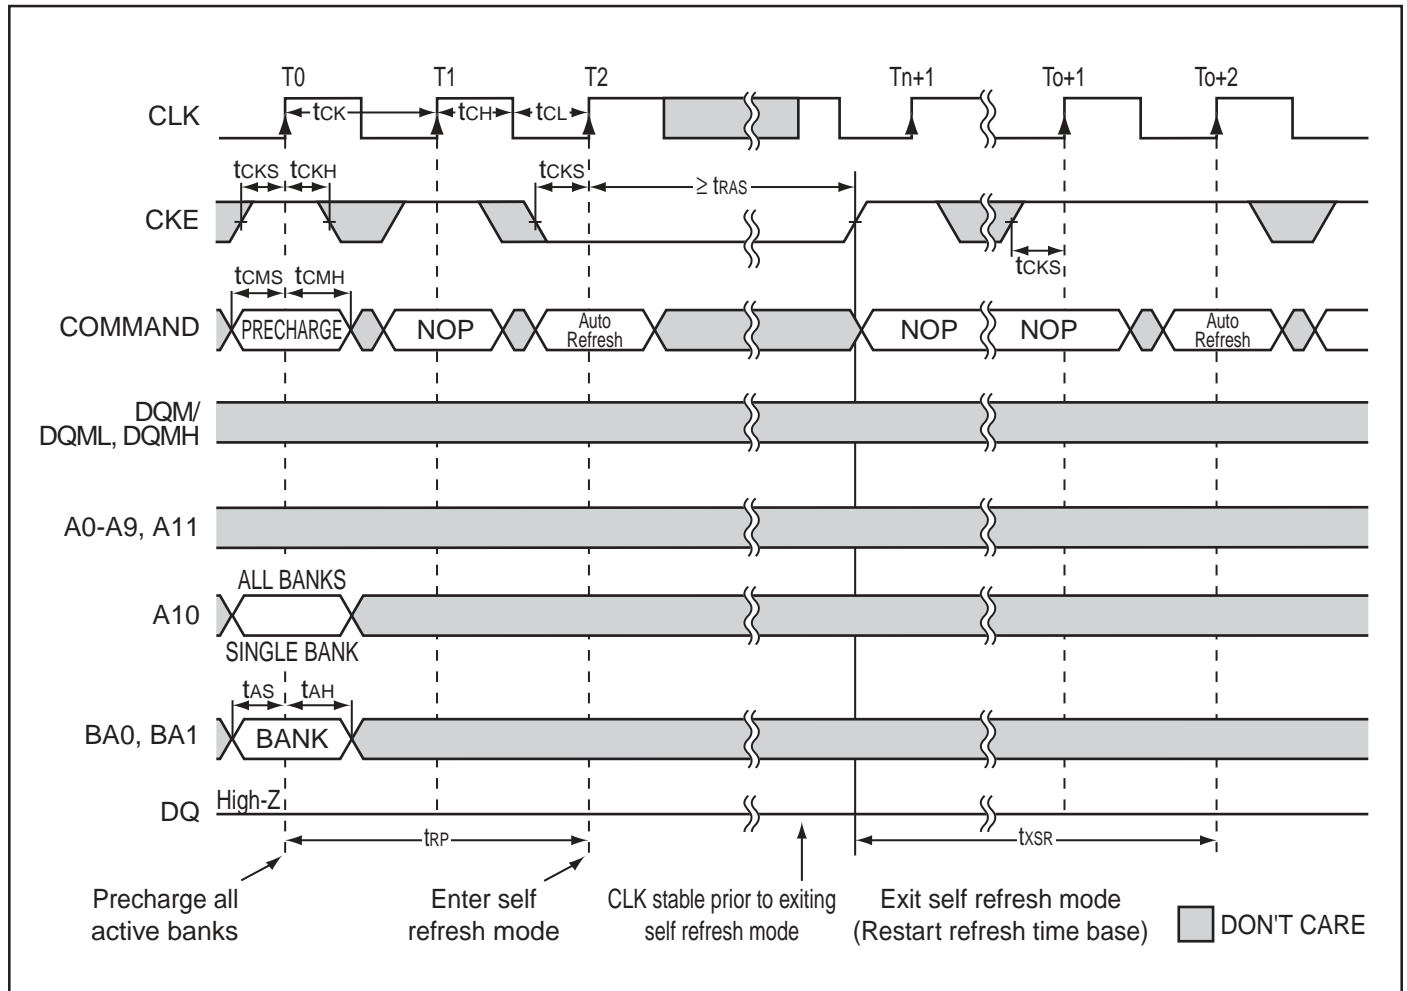 T0 T1 T2 Tn+1 To+1 To+2
CLK tCK tCH tCL
tCKS tCKH tCKS ≥ tRAS
CKE
tCKS
tCMS tCMH
COMMAND PRECHARGE NOP Auto Refresh NOP NOP Auto Refresh
DQM/
DQML, DQMH
A0-A9, A11
ALL BANKS
A10
SINGLE BANK
tAS tAH
BA0, BA1 BANK
DQ High-Z
tRP tXSR
Precharge all
active banks
Enter self
refresh mode
CLK stable prior to exiting
self refresh mode
Exit self refresh mode
(Restart refresh time base)
DON'T CARE